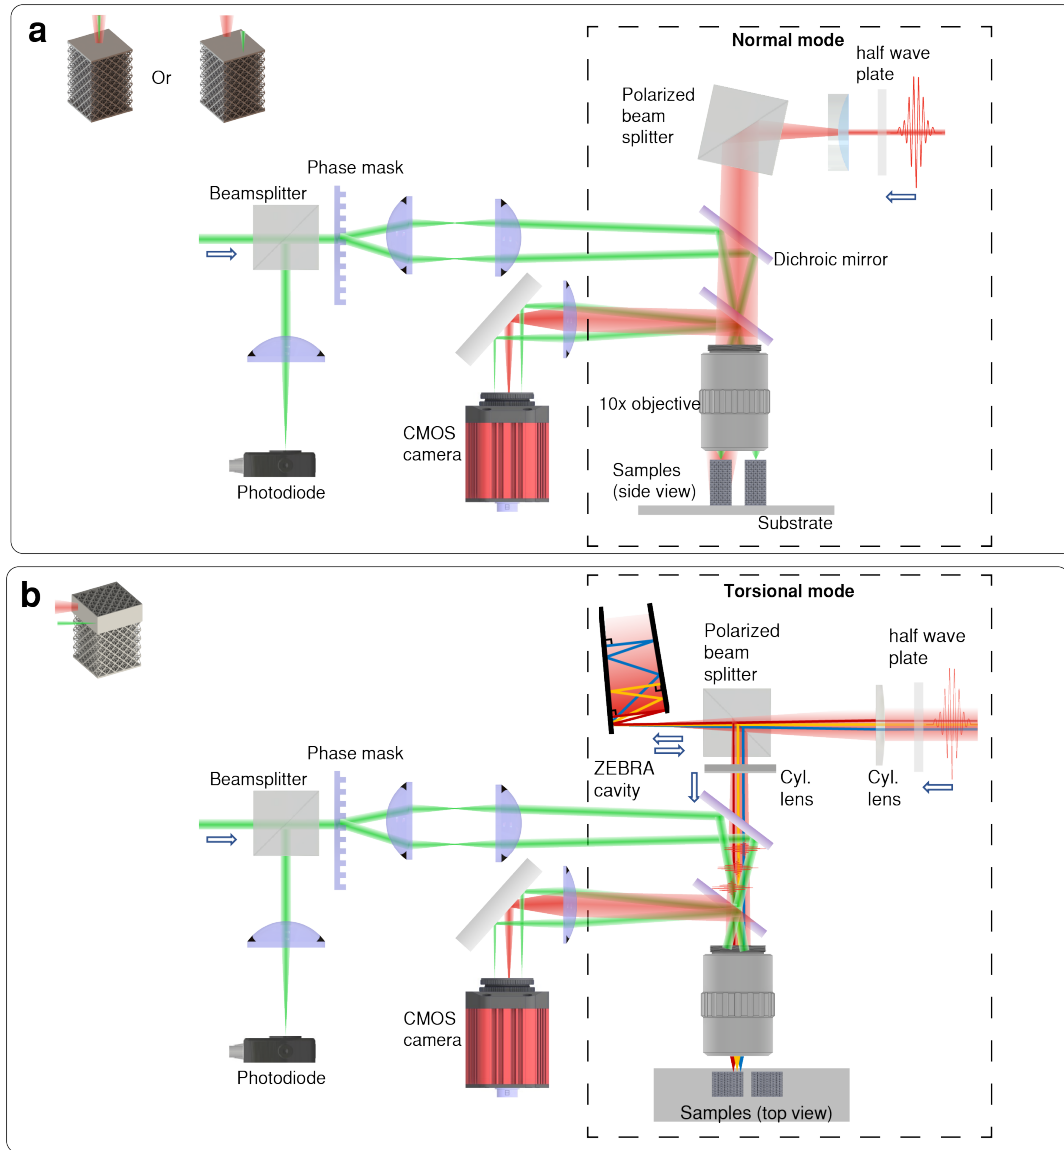 a
Or
Normal mode
half wave
plate
Polarized
beam
splitter
Phase mask
Beamsplitter
Dichroic mirror
10x objective
CMOS
camera
Samples
(side view)
Photodiode
Substrate
b
Torsional mode
Polarized
beam
splitter
half wave
plate
ZEBRA
cavity
Cyl.
lens
Cyl.
lens
Phase mask
Beamsplitter
CMOS
camera
Photodiode
Samples (top view)